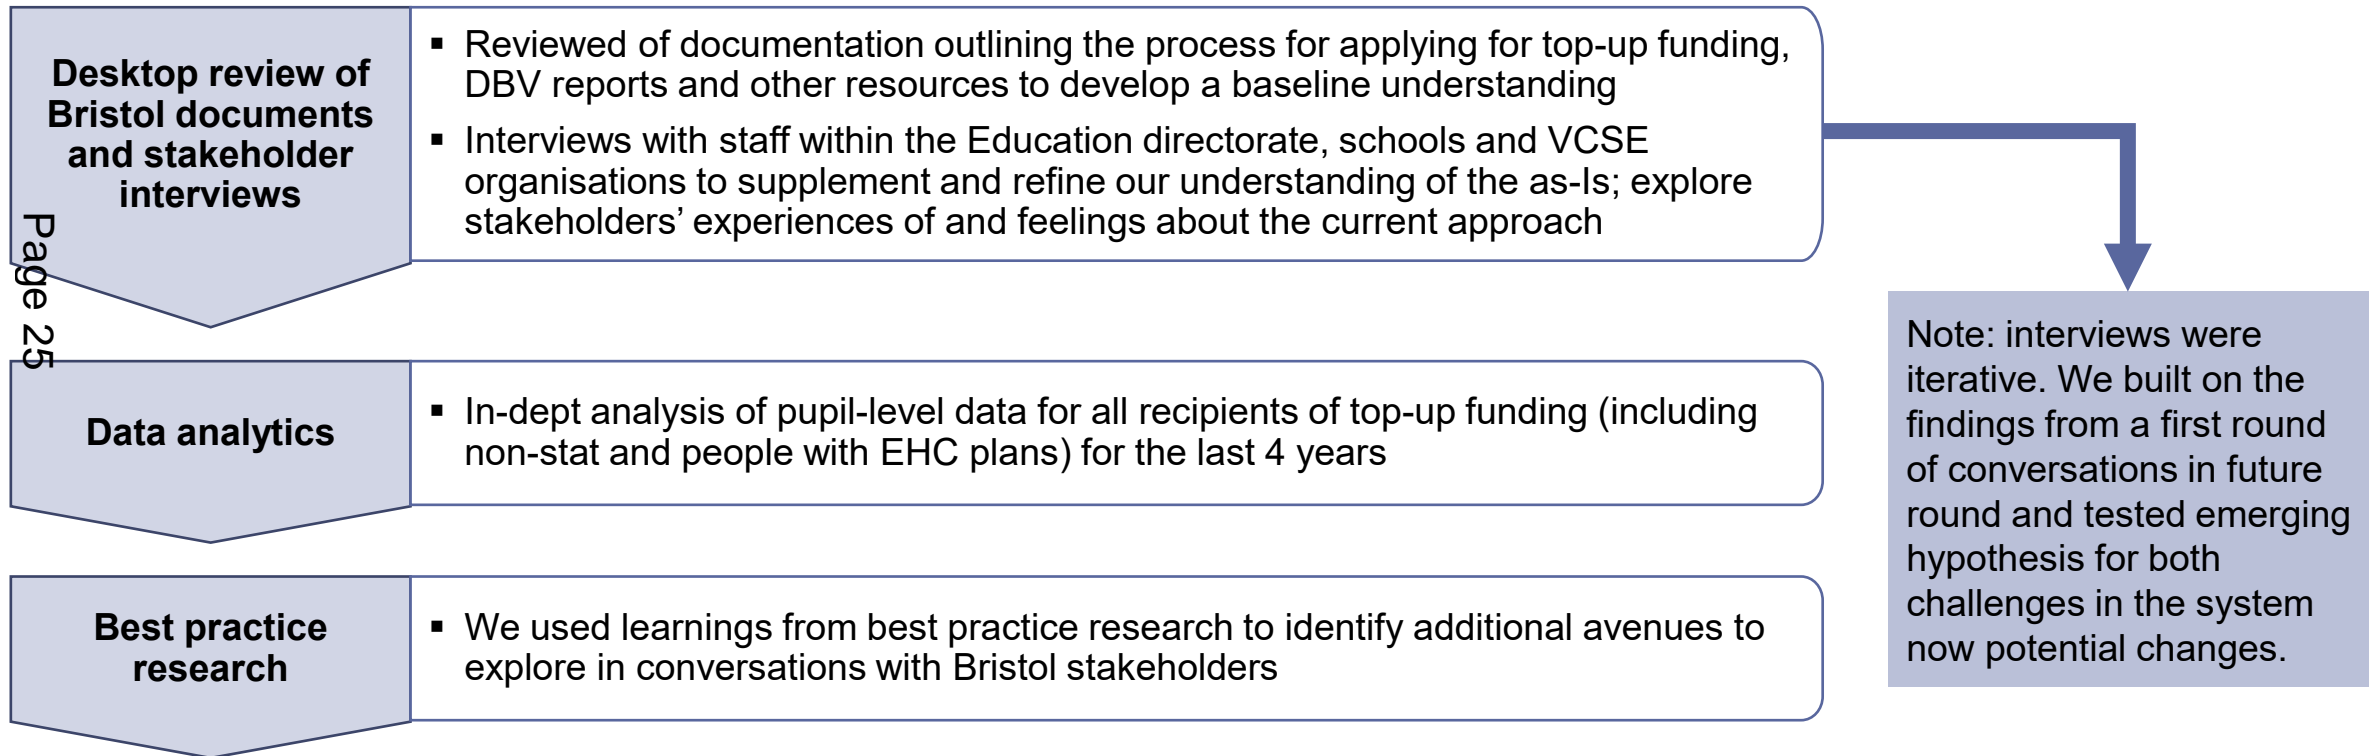 Desktop review of
Bristol documents
and stakeholder
interviews
▪ Reviewed of documentation outlining the process for applying for top-up funding,
DBV reports and other resources to develop a baseline understanding
▪ Interviews with staff within the Education directorate, schools and VCSE
organisations to supplement and refine our understanding of the as-Is; explore
stakeholders’ experiences of and feelings about the current approach
Page 25
Data analytics
▪ In-dept analysis of pupil-level data for all recipients of top-up funding (including
non-stat and people with EHC plans) for the last 4 years
Best practice
research
▪ We used learnings from best practice research to identify additional avenues to
explore in conversations with Bristol stakeholders
Note: interviews were
iterative. We built on the
findings from a first round
of conversations in future
round and tested emerging
hypothesis for both
challenges in the system
now potential changes.